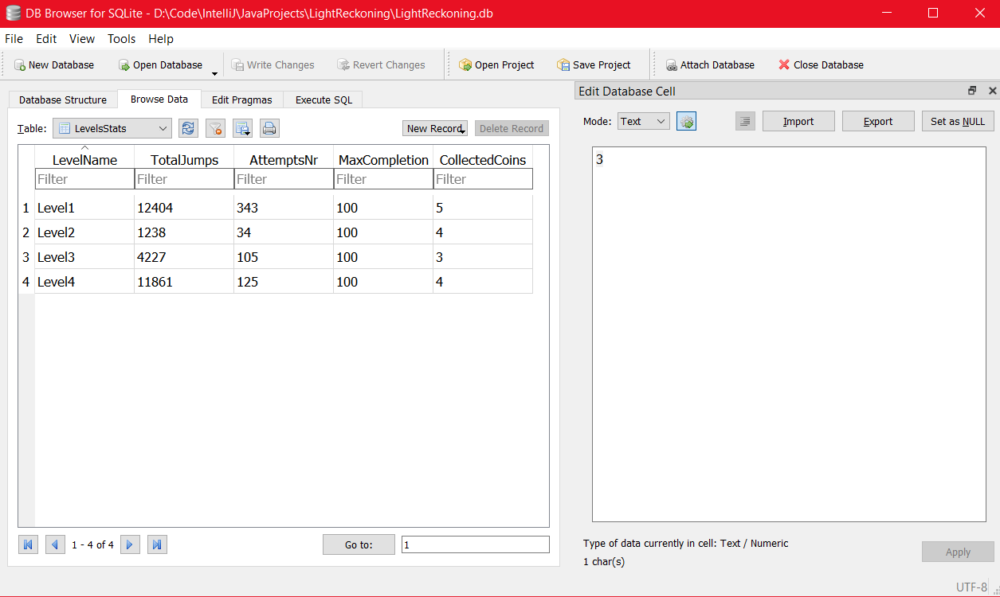 DB Browser for SQLite - D:\Code\IntelliJ\JavaProjects\LightReckoning\LightReckoning.db
File Edit View Tools Help
New Database Open Database Write Changes Revert Changes Open Project Save Project Attach Database Close Database
Database Structure Browse Data Edit Pragmas Execute SQL
Table: LevelsStats New Record Delete Record
LevelName TotalJumps AttemptsNr MaxCompletion CollectedCoins
Filter Filter Filter Filter Filter
1 Level1 12404 343 100 5
2 Level2 1238 34 100 4
3 Level3 4227 105 100 3
4 Level4 11861 125 100 4
1 - 4 of 4 Go to: 1
Edit Database Cell
Mode: Text Import Export Set as NULL
3
Type of data currently in cell: Text / Numeric
1 char(s)
Apply
UTF-8